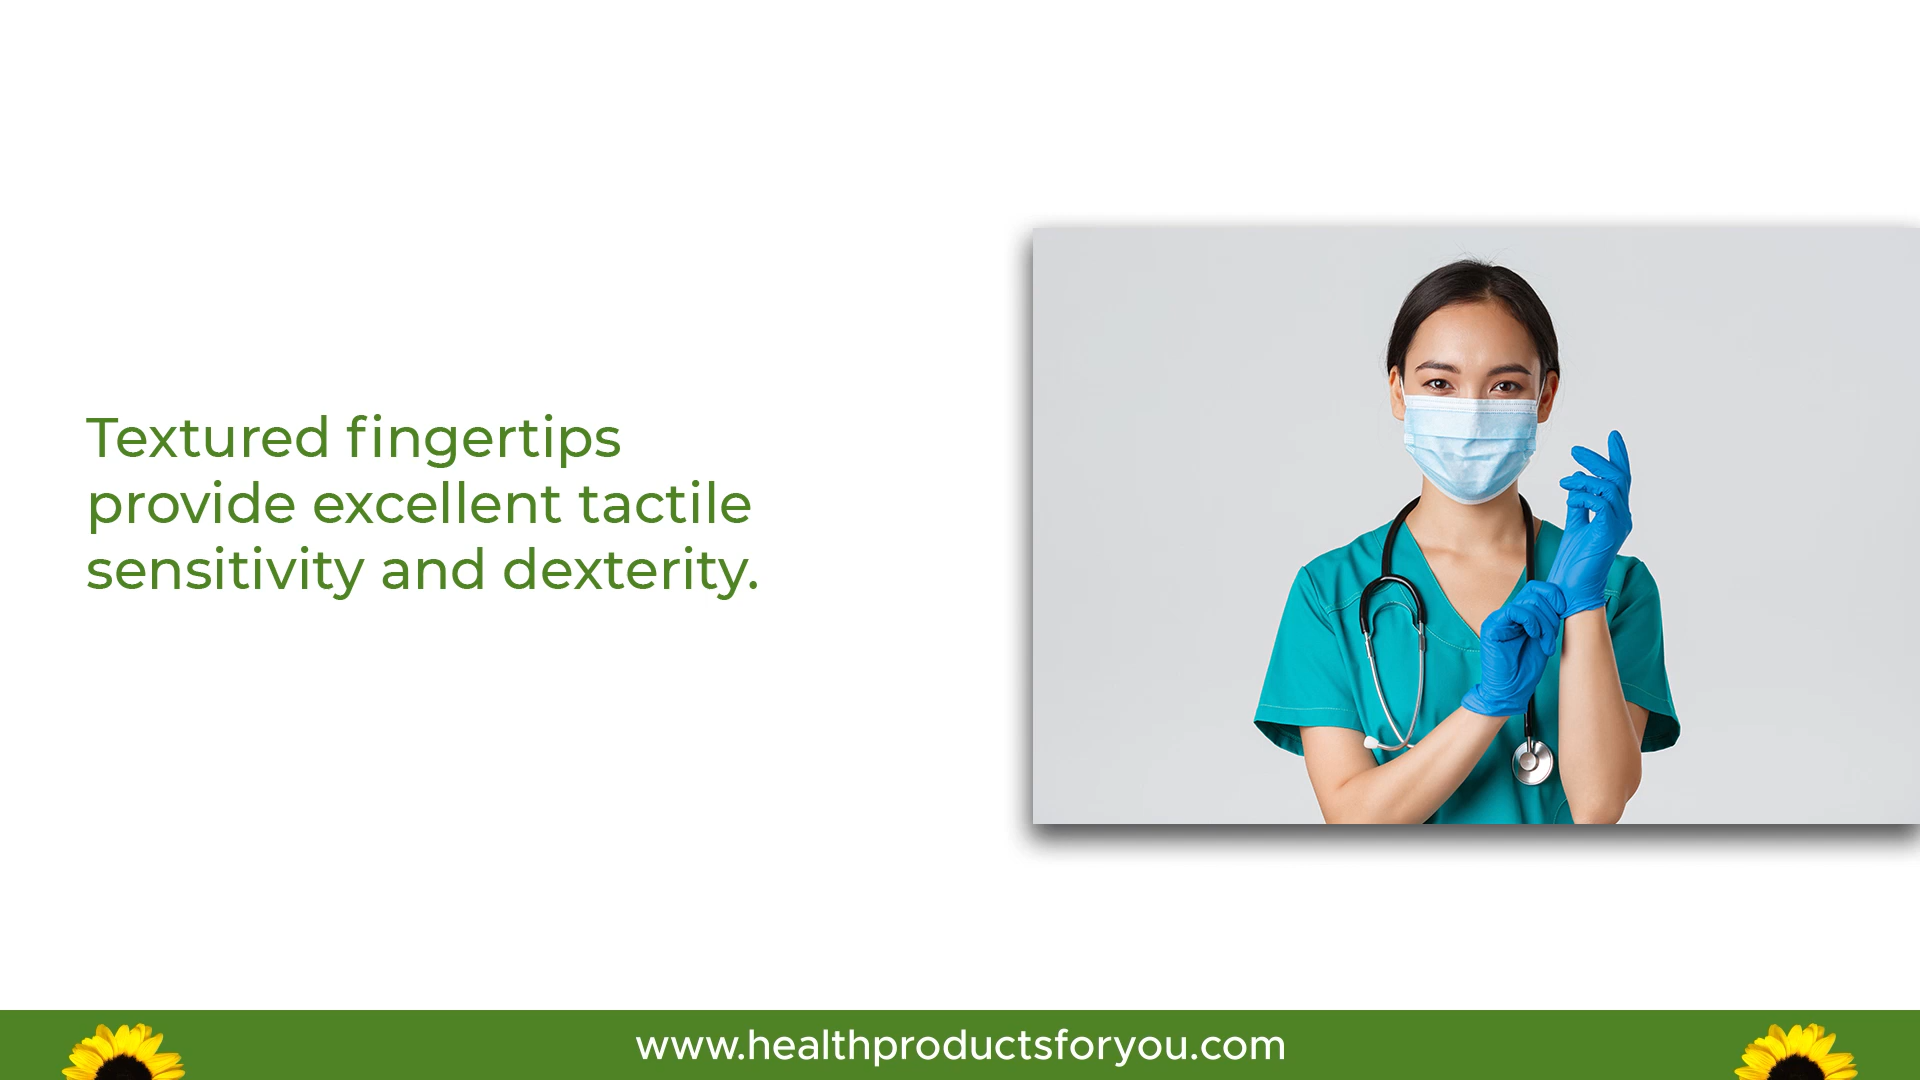 Textured fingertips
provide excellent tactile
sensitivity and dexterity.
www.healthproductsforyou.com